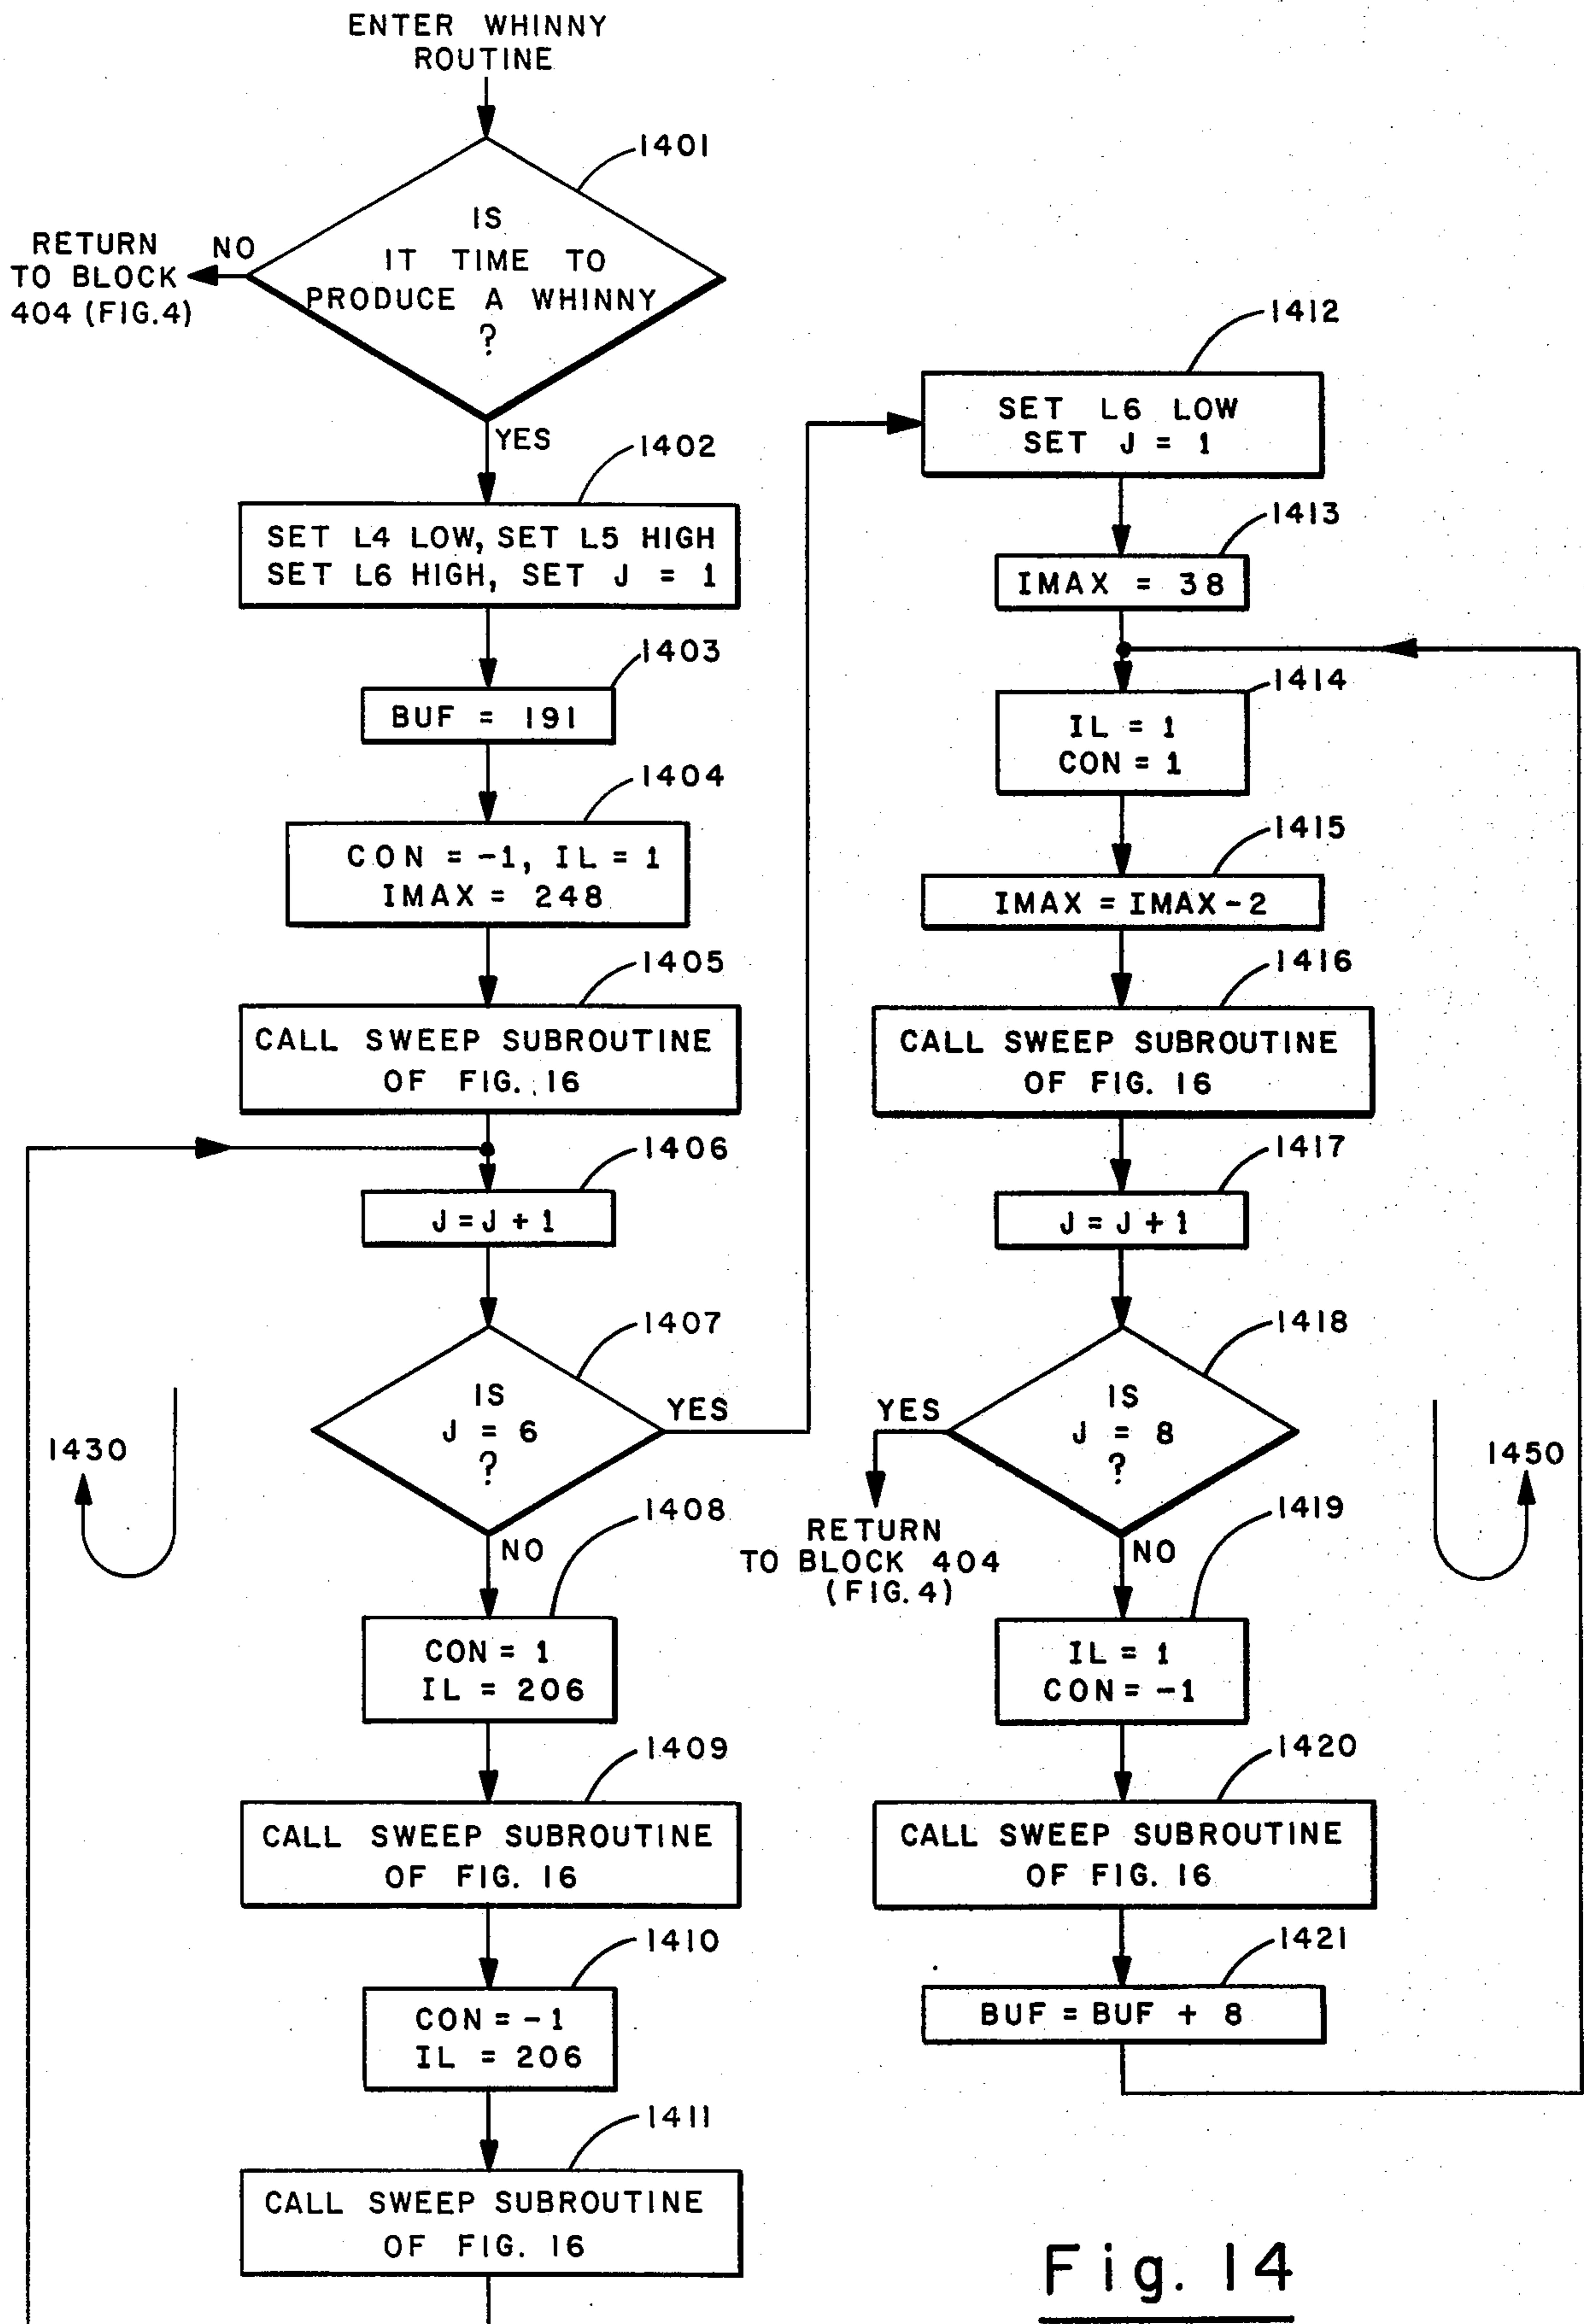 ENTER WHINNY
ROUTINE
1401
IS
IT TIME TO
PRODUCE A WHINNY
?
NO
RETURN
TO BLOCK
404 (FIG.4)
YES
1402
SET L4 LOW, SET L5 HIGH
SET L6 HIGH, SET J = 1
1403
BUF = 191
1404
CON = -1, IL = 1
IMAX = 248
1405
CALL SWEEP SUBROUTINE
OF FIG. 16
1406
J = J + 1
1407
IS
J = 6
?
YES
1430
NO
1408
CON = 1
IL = 206
1409
CALL SWEEP SUBROUTINE
OF FIG. 16
1410
CON = -1
IL = 206
1411
CALL SWEEP SUBROUTINE
OF FIG. 16
1412
SET L6 LOW
SET J = 1
1413
IMAX = 38
1414
IL = 1
CON = 1
1415
IMAX = IMAX - 2
1416
CALL SWEEP SUBROUTINE
OF FIG. 16
1417
J = J + 1
1418
IS
J = 8
?
YES
RETURN
TO BLOCK 404
(FIG. 4)
1450
NO
1419
IL = 1
CON = -1
1420
CALL SWEEP SUBROUTINE
OF FIG. 16
1421
BUF = BUF + 8
Fig. 14